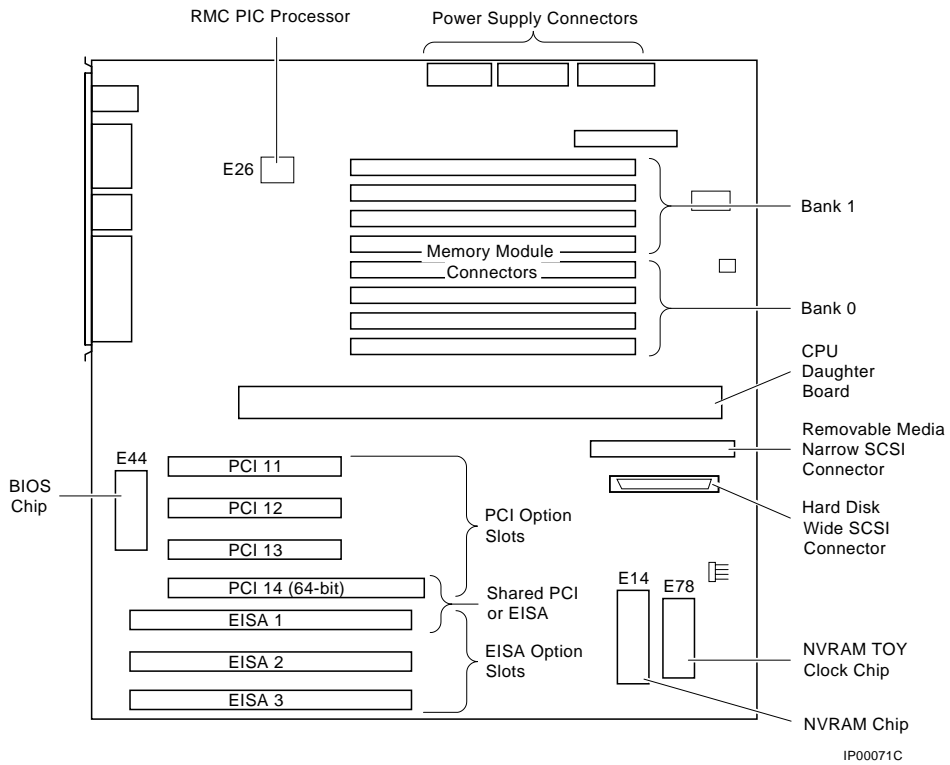 RMC PIC Processor
Power Supply Connectors
E26
Bank 1
Memory Module
Connectors
Bank 0
CPU
Daughter
Board
Removable Media
Narrow SCSI
Connector
E44
PCI 11
BIOS
Chip
PCI 12
PCI Option
Slots
Hard Disk
Wide SCSI
Connector
PCI 13
PCI 14 (64-bit)
Shared PCI
or EISA
E14
E78
EISA 1
EISA 2
EISA Option
Slots
NVRAM TOY
Clock Chip
EISA 3
NVRAM Chip
IP00071C